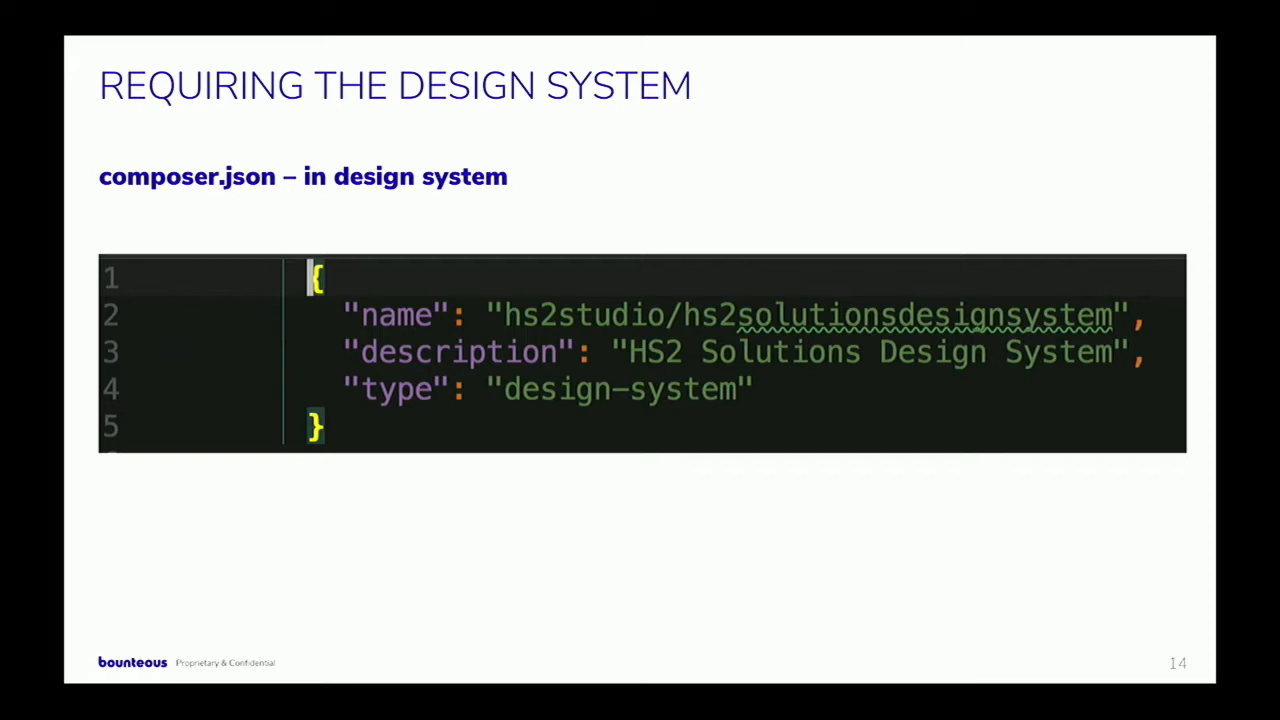 REQUIRING THE DESIGN SYSTEM
composer.json – in design system
1 {
2 "name": "hs2studio/hs2solutionsdesignsystem",
3 "description": "HS2 Solutions Design System",
4 "type": "design-system"
5 }
bounteous Proprietary & Confidential
14